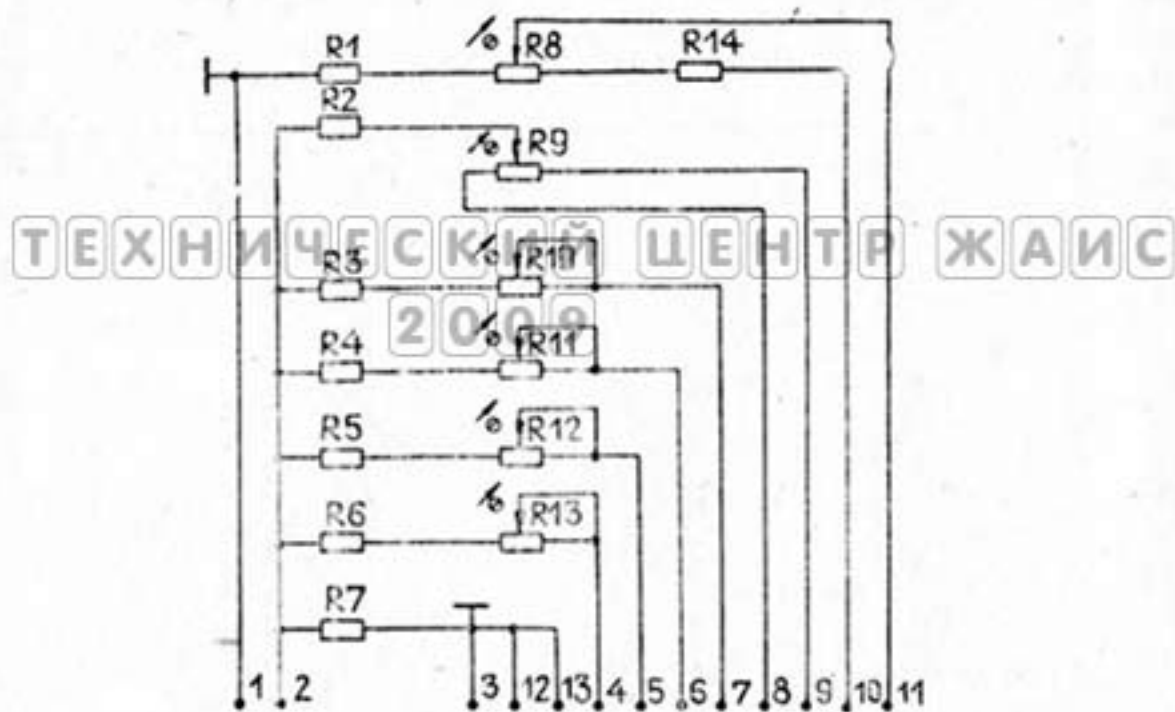 R1 R8 R14
R2
R9
ТЕХНИЧЕСКИЙ ЦЕНТР ЖАИС
R3 R10
2009
R4 R11
R5 R12
R6 R13
R7
1 2 3 12 13 4 5 6 7 8 9 10 11